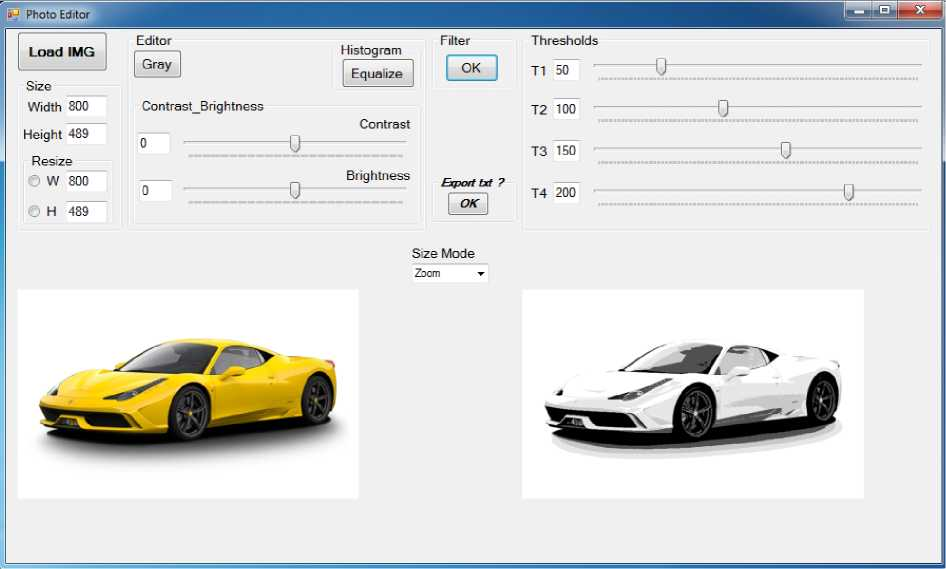 Photo Editor
Load IMG
Size
Width 800
Height 489
Resize
W 800
H 489
Editor
Gray
Histogram
Equalize
Contrast_Brightness
Contrast
0
Brightness
0
Filter
OK
Export txt ?
OK
Thresholds
T1 50
T2 100
T3 150
T4 200
Size Mode
Zoom